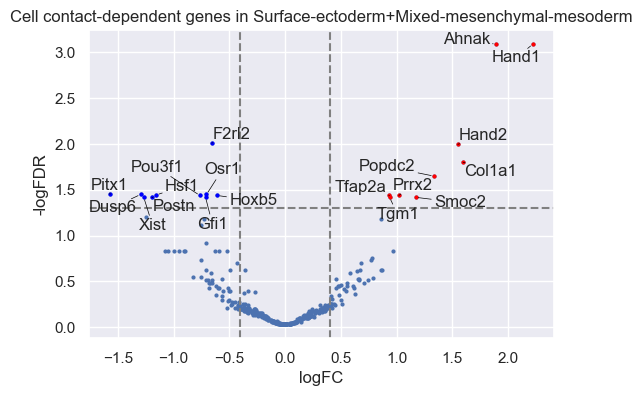 Cell contact-dependent genes in Surface-ectoderm+Mixed-mesenchymal-mesoderm
Ahnak
Hand1
F2rl2
Hand2
Pou3f1
Osr1
Popdc2
Col1a1
Pitx1
Hsf1
Tfap2a
Prrx2
Dusp6
Postn
Hoxb5
Smoc2
Xist
Gfi1
Tgm1
3.0
2.5
2.0
1.5
1.0
0.5
0.0
-logFDR
−1.5 −1.0 −0.5 0.0 0.5 1.0 1.5 2.0
logFC